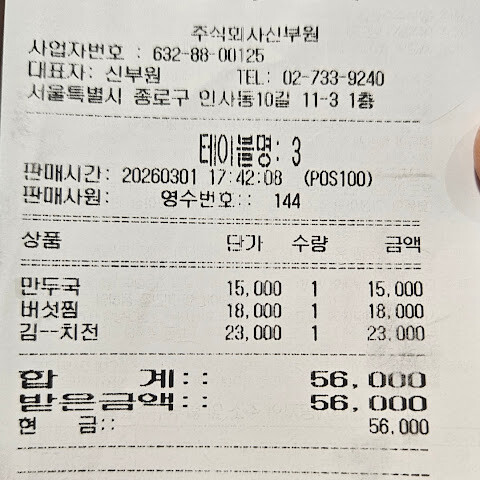 주식회사신부원
사업자번호 : 632-88-00125
대표자: 신부원 TEL: 02-733-9240
서울특별시 종로구 인사동10길 11-3 1층
테이블명: 3
판매시간: 20260301 17:42:08 (POS100)
판매사원: 영수번호:: 144
상품 단가 수량 금액
만두국 15,000 1 15,000
버섯찜 18,000 1 18,000
김--치전 23,000 1 23,000
합 계:: 56,000
받은금액:: 56,000
현 금:: 56,000